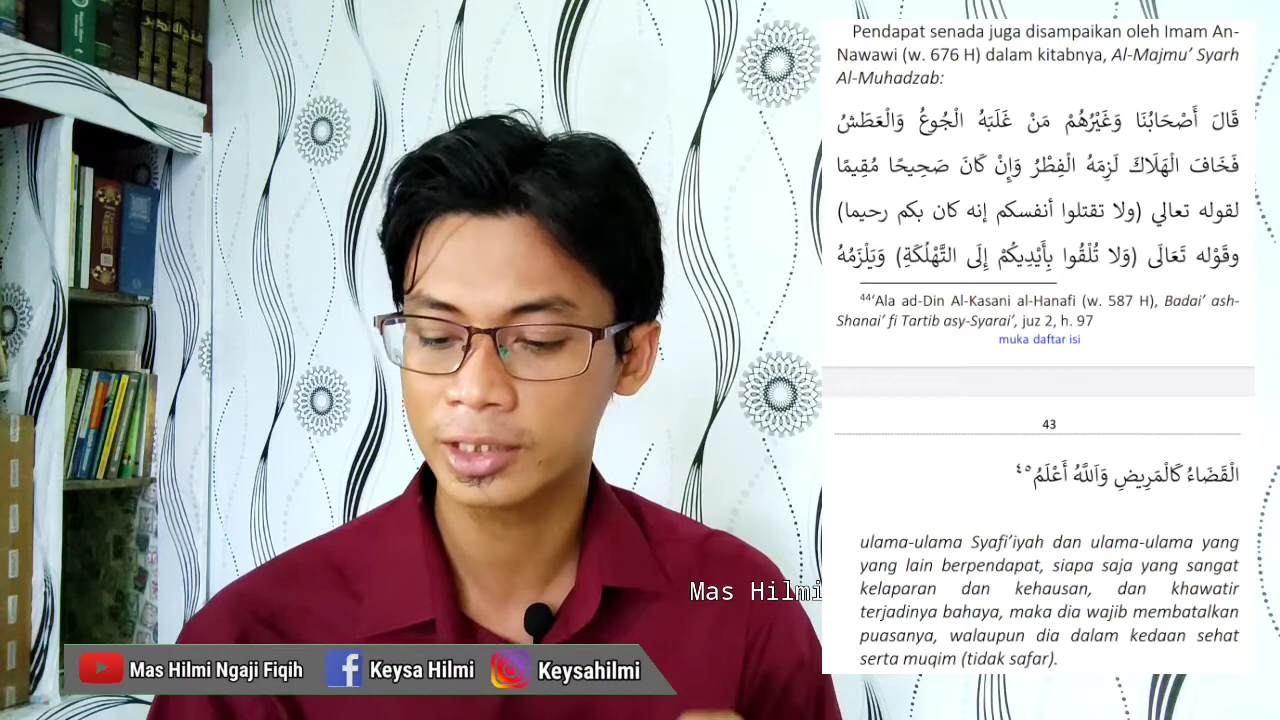 Pendapat senada juga disampaikan oleh Imam An-
Nawawi (w. 676 H) dalam kitabnya, Al-Majmu’ Syarh
Al-Muhadzab:
قَالَ أَصْحَابُنَا وَغَيْرُهُمْ مَنْ غَلَبَهُ الْجُوعُ وَالْعَطَشُ
فَخَافَ الْهَلَاكَ لَزِمَهُ الْفِطْرُ وَإِنْ كَانَ صَحِيحًا مُقِيمًا
لقوله تعالي (ولا تقتلوا أنفسكم إنه كان بكم رحيما)
وقَوْله تَعَالَى (وَلا تُلْقُوا بِأَيْدِيكُمْ إِلَى التَّهْلُكَةِ) وَيَلْزَمُهُ
44‘Ala ad-Din Al-Kasani al-Hanafi (w. 587 H), Badai’ ash-
Shanai’ fi Tartib asy-Syarai’, juz 2, h. 97
muka daftar isi
43
الْقَضَاءُ كَالْمَرِيضِ وَاَللَّهُ أَعْلَمُ ٤٥
ulama-ulama Syafi’iyah dan ulama-ulama yang
yang lain berpendapat, siapa saja yang sangat
kelaparan dan kehausan, dan khawatir
terjadinya bahaya, maka dia wajib membatalkan
puasanya, walaupun dia dalam kedaan sehat
serta muqim (tidak safar).
Mas Hilmi
Mas Hilmi Ngaji Fiqih
Keysa Hilmi
Keysahilmi